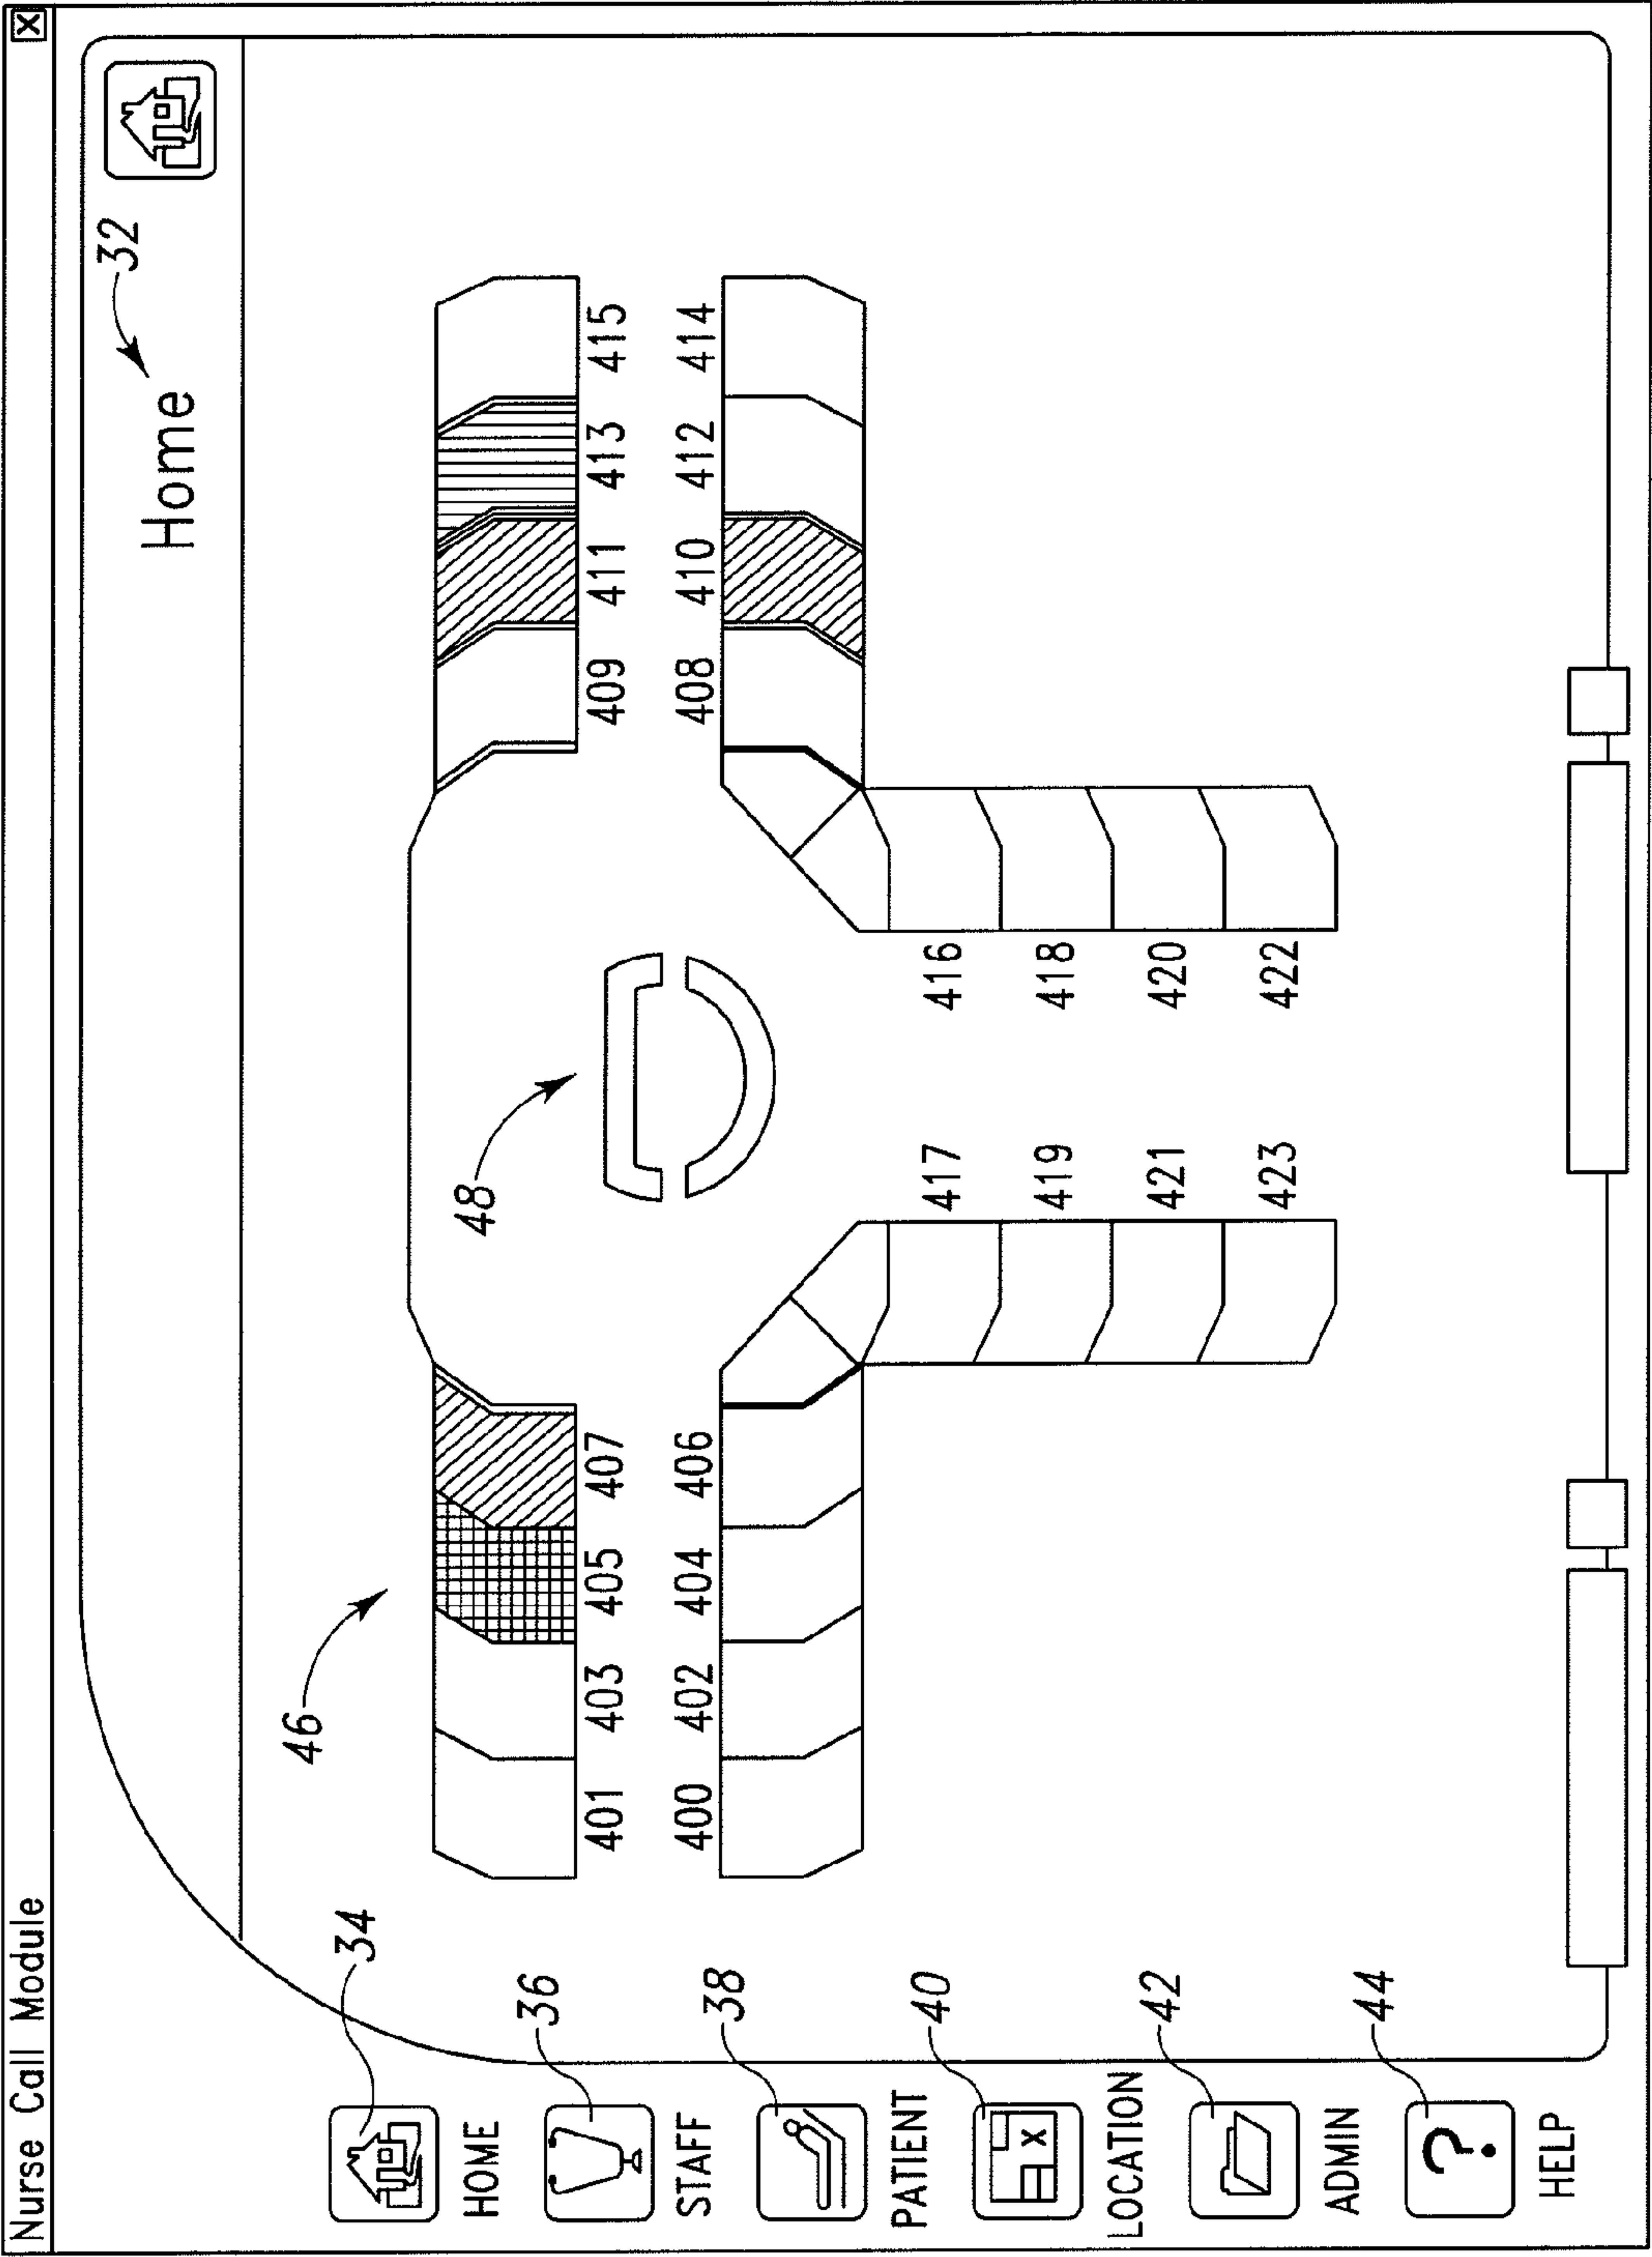 Nurse Call Module
X
Home
32
34
HOME
36
STAFF
38
PATIENT
40
X
LOCATION
42
ADMIN
44
?
HELP
46
48
401 403 405 407 409 411 413 415
400 402 404 406 408 410 412 414
417 416
419 418
421 420
423 422